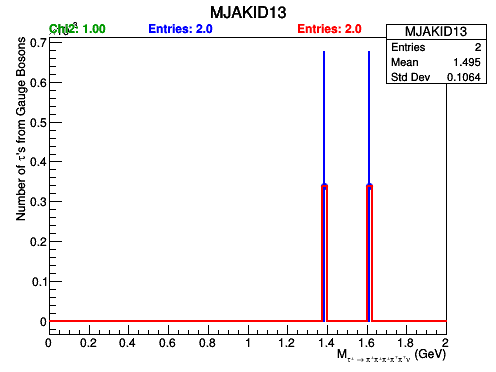 MJAKID13
Chi2: 1.00
Entries: 2.0
Entries: 2.0
MJAKID13
Entries 2
Mean 1.495
Std Dev 0.1064
Number of τ's from Gauge Bosons
0.7
0.6
0.5
0.4
0.3
0.2
0.1
0
0 0.2 0.4 0.6 0.8 1 1.2 1.4 1.6 1.8 2
(GeV)